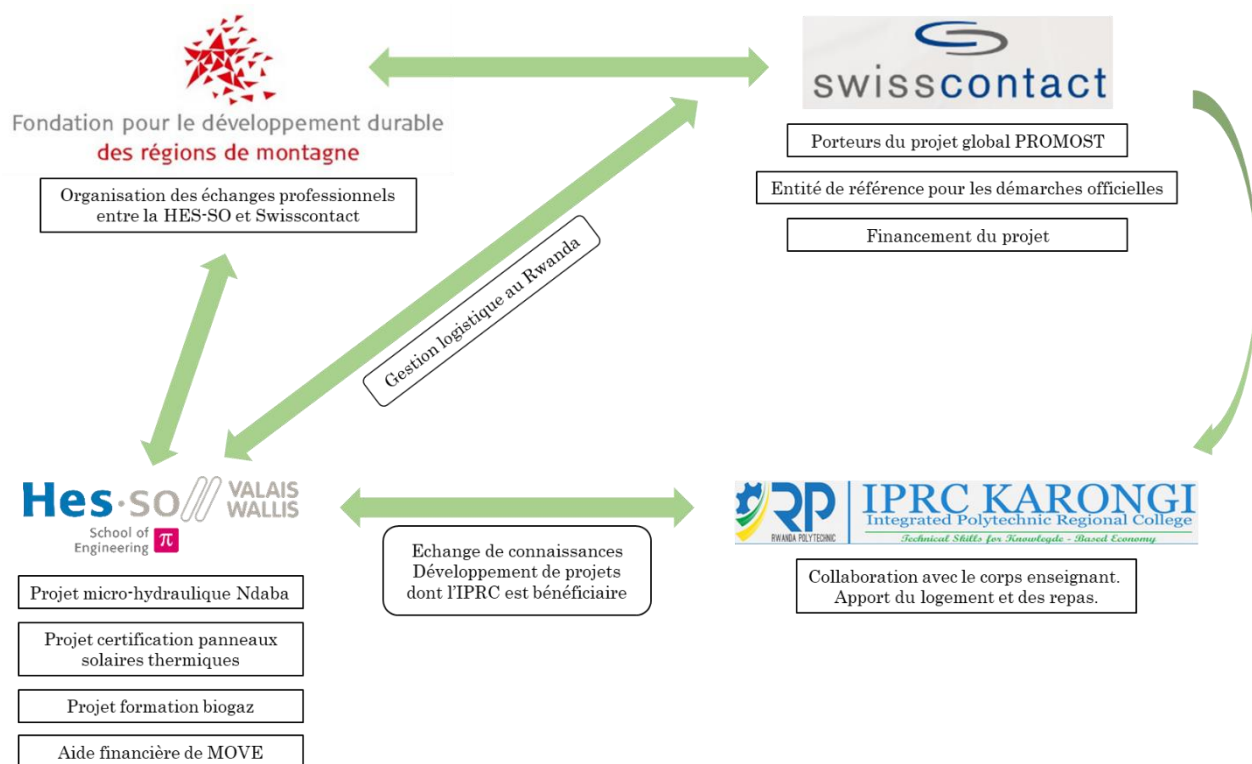 Fondation pour le développement durable
des régions de montagne
Organisation des échanges professionnels
entre la HES-SO et Swisscontact
swisscontact
Porteurs du projet global PROMOST
Entité de référence pour les démarches officielles
Financement du projet
Gestion logistique au Rwanda
Hes·so VALAIS
WALLIS
School of
Engineering π
Projet micro-hydraulique Ndaba
Projet certification panneaux
solaires thermiques
Projet formation biogaz
Aide financière de MOVE
Echange de connaissances
Développement de projets
dont l'IPRC est bénéficiaire
RP
RWANDA POLYTECHNIC
IPRC KARONGI
Integrated Polytechnic Regional College
Technical Skills for Knowlegde - Based Economy
Collaboration avec le corps enseignant.
Apport du logement et des repas.